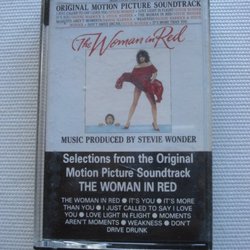 ORIGINAL MOTION PICTURE SOUNDTRACK
The Woman in Red
MUSIC PRODUCED BY STEVIE WONDER
Selections from the Original
Motion Picture Soundtrack
THE WOMAN IN RED
THE WOMAN IN RED ● IT'S YOU ● IT'S MORE
THAN YOU ● I JUST CALLED TO SAY I LOVE
YOU ● LOVE LIGHT IN FLIGHT ● MOMENTS
AREN'T MOMENTS ● WEAKNESS ● DON'T
DRIVE DRUNK